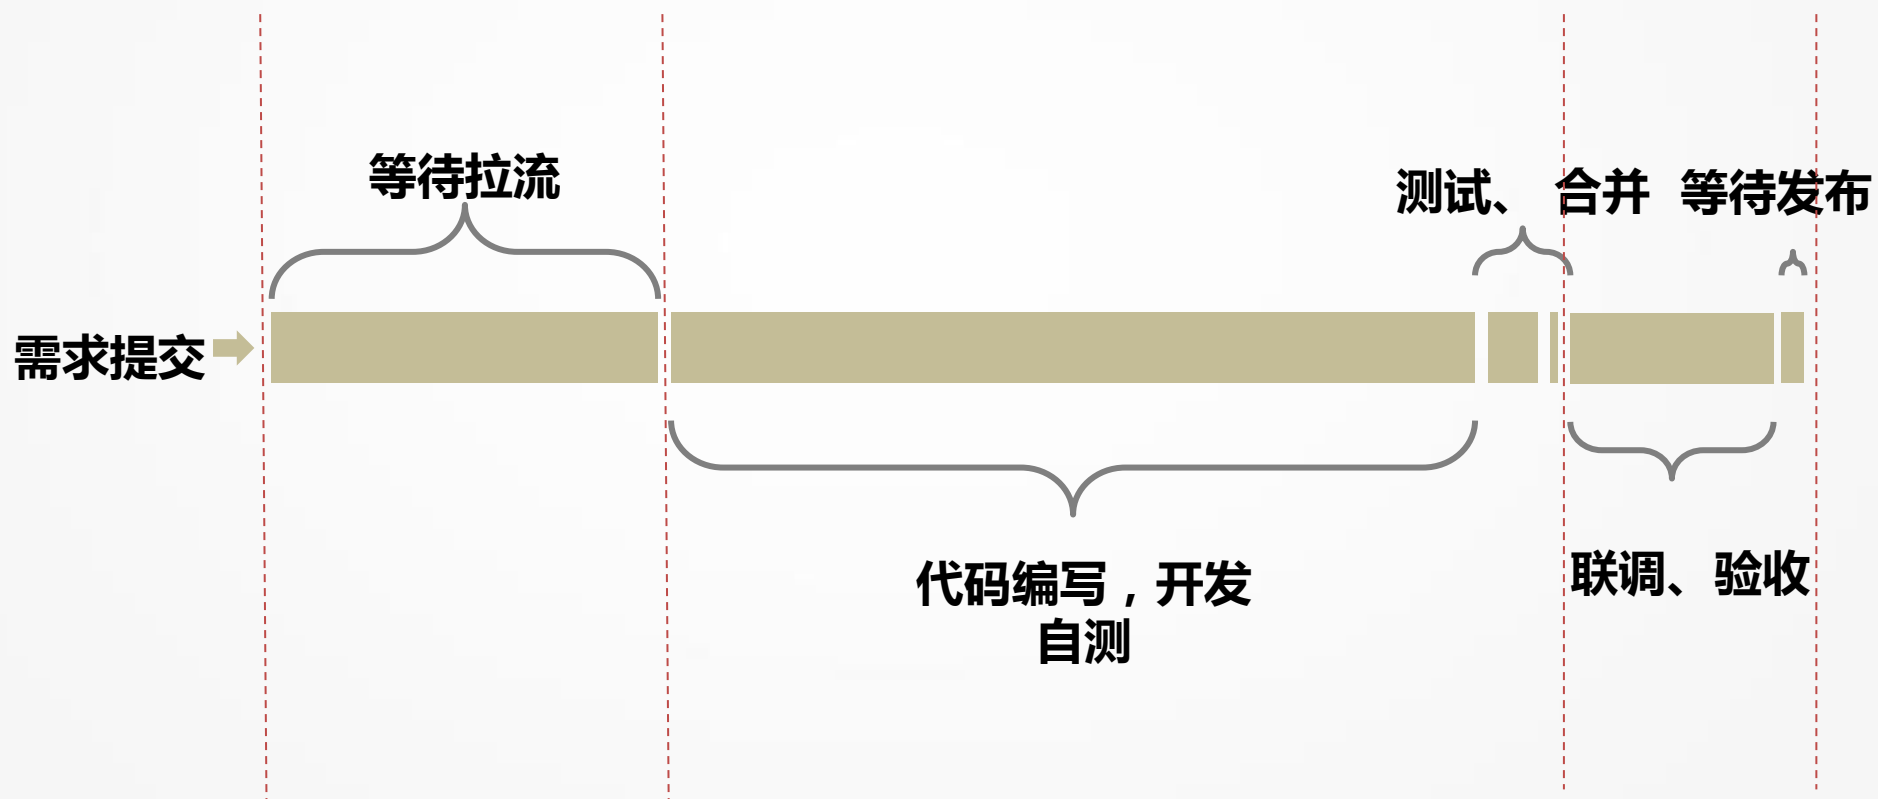 等待拉流
测试、 合并 等待发布
需求提交
代码编写，开发
自测
联调、验收